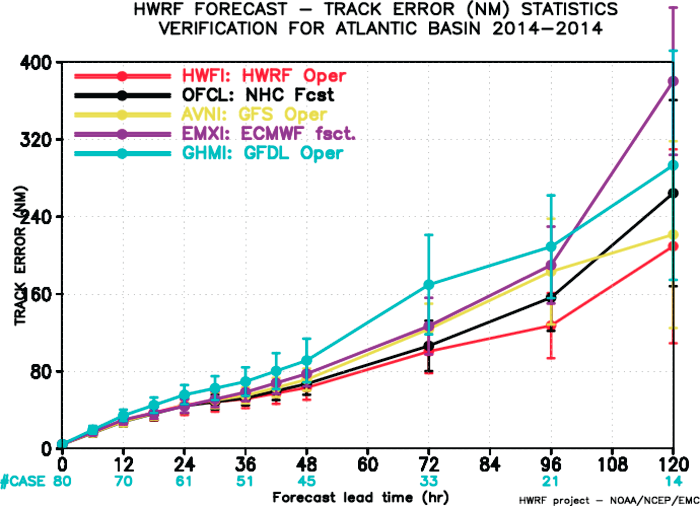 HWRF FORECAST – TRACK ERROR (NM) STATISTICS
VERIFICATION FOR ATLANTIC BASIN 2014–2014
HWFI: HWRF Oper
OFCL: NHC Fcst
AVNI: GFS Oper
EMXI: ECMWF fsct.
GHMI: GFDL Oper
400
320
240
160
80
0
TRACK ERROR (NM)
0 12 24 36 48 60 72 84 96 108 120
#CASE 80 70 61 51 45 33 21 14
Forecast lead time (hr)
HWRF project – NOAA/NCEP/EMC